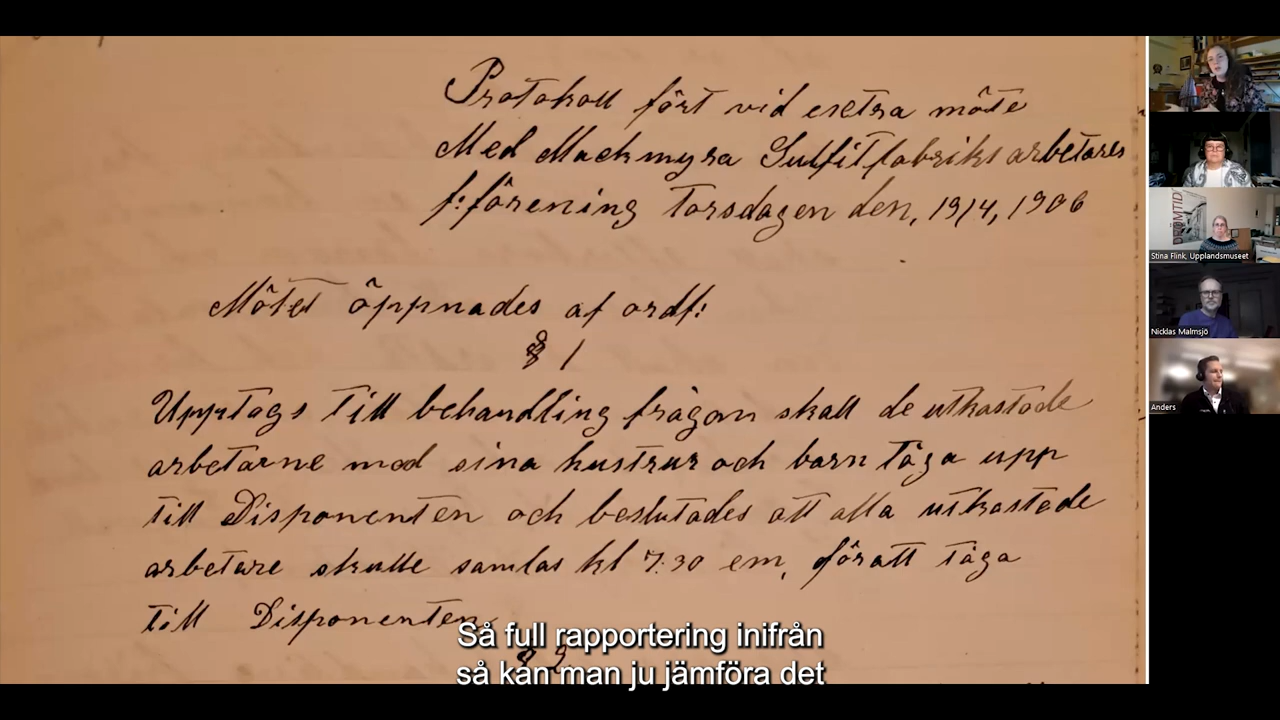 Protokoll fört vid extra möte
Med Mackmyra Sulfitfabriks arbetares
f:förening Torsdagen den, 19/4, 1906
Mötet öppnades af ordf:
§ 1
Upptogs till behandling frågan skall de utkastade
arbetarne med sina hustrur och barn tåga upp
till Disponenten och beslutades att alla utkastade
arbetare skulle samlas kl 7:30 em, föratt tåga
till Disponenten
§ 2
Så full rapportering inifrån
så kan man ju jämföra det
DRÖMTID
Stina Flink, Upplandsmuseet
Nicklas Malmsjö
Anders